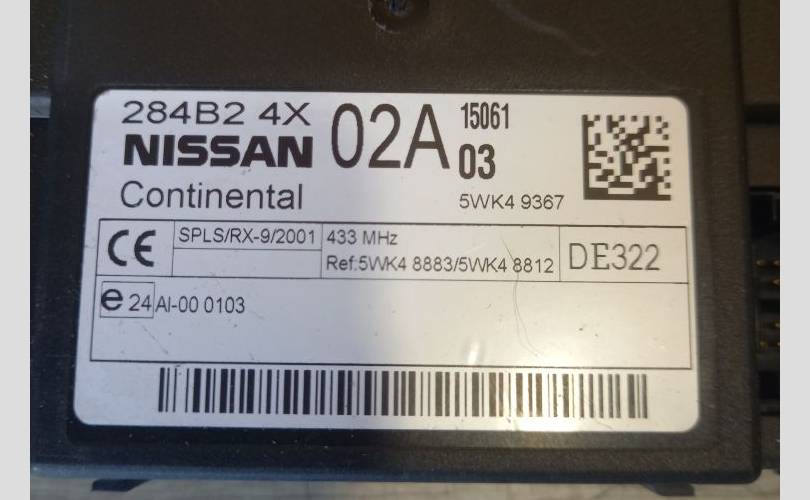 284B2 4X 02A 15061
NISSAN 03
Continental 5WK4 9367
CE SPLS/RX-9/2001 433 MHz DE322
Ref:5WK4 8883/5WK4 8812
e 24 AI-00 0103